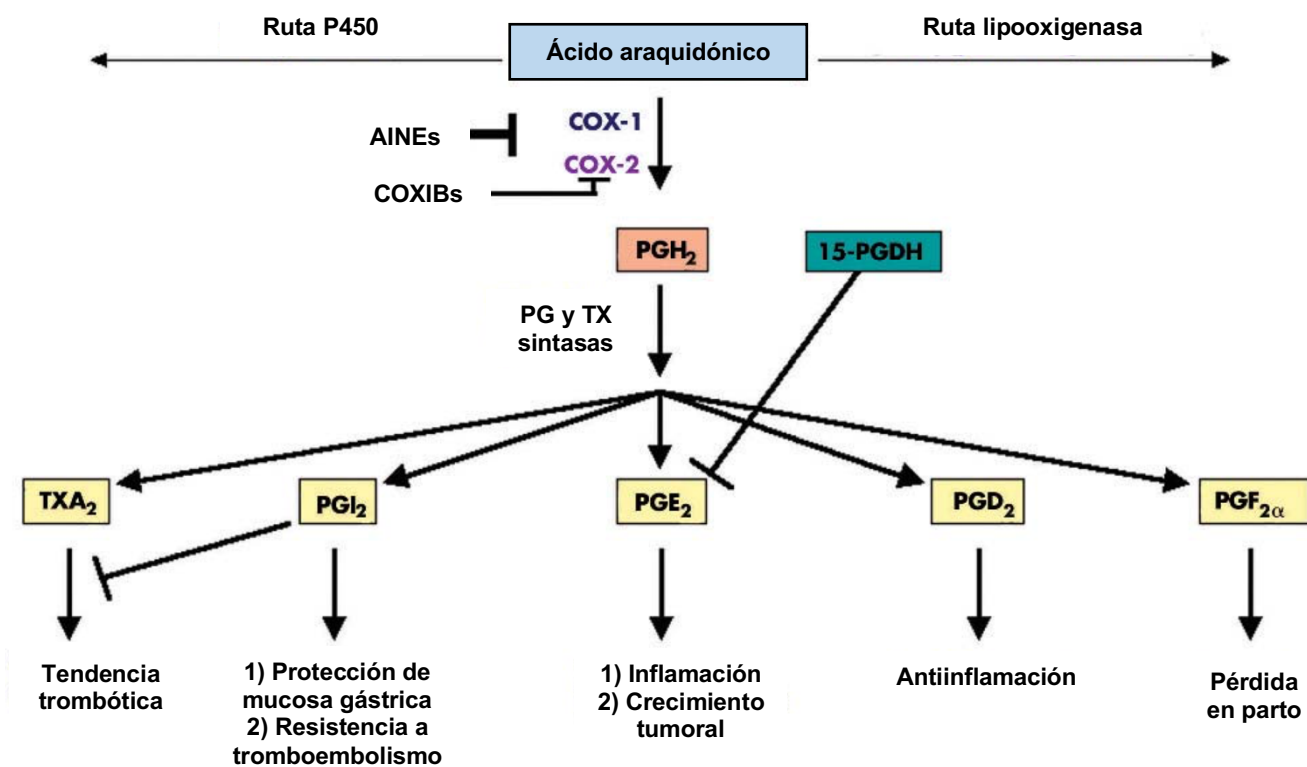 Ruta P450
Ruta lipooxigenasa
Ácido araquidónico
AINEs
COX-1
COX-2
COXIBs
PGH₂
15-PGDH
PG y TX
sintasas
TXA₂
PGI₂
PGE₂
PGD₂
PGF₂α
Tendencia
trombótica
1) Protección de
mucosa gástrica
2) Resistencia a
tromboembolismo
1) Inflamación
2) Crecimiento
tumoral
Antiinflamación
Pérdida
en parto